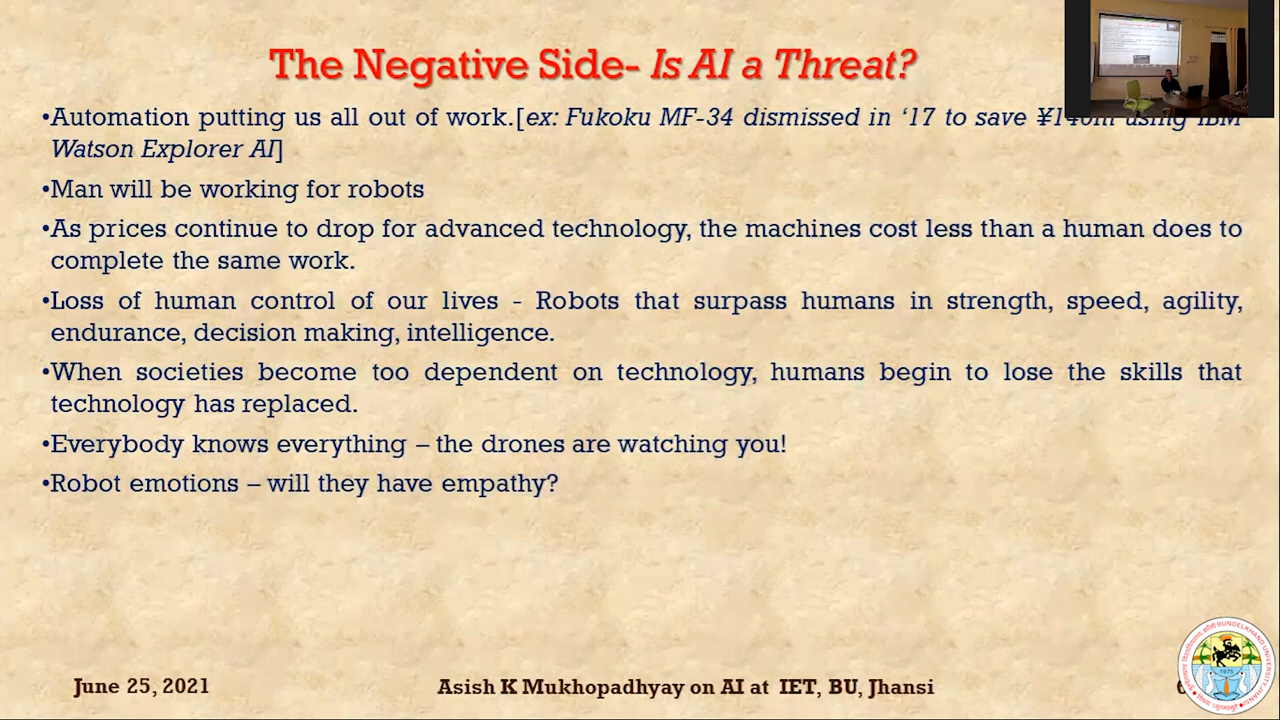 The Negative Side- Is AI a Threat?
•Automation putting us all out of work.[ex: Fukoku MF-34 dismissed in ‘17 to save using IBM
Watson Explorer AI]
•Man will be working for robots
•As prices continue to drop for advanced technology, the machines cost less than a human does to
complete the same work.
•Loss of human control of our lives - Robots that surpass humans in strength, speed, agility,
endurance, decision making, intelligence.
•When societies become too dependent on technology, humans begin to lose the skills that
technology has replaced.
•Everybody knows everything – the drones are watching you!
•Robot emotions – will they have empathy?
June 25, 2021
Asish K Mukhopadhyay on AI at IET, BU, Jhansi
BUNDELKHAND UNIVERSITY JHANSI
1975